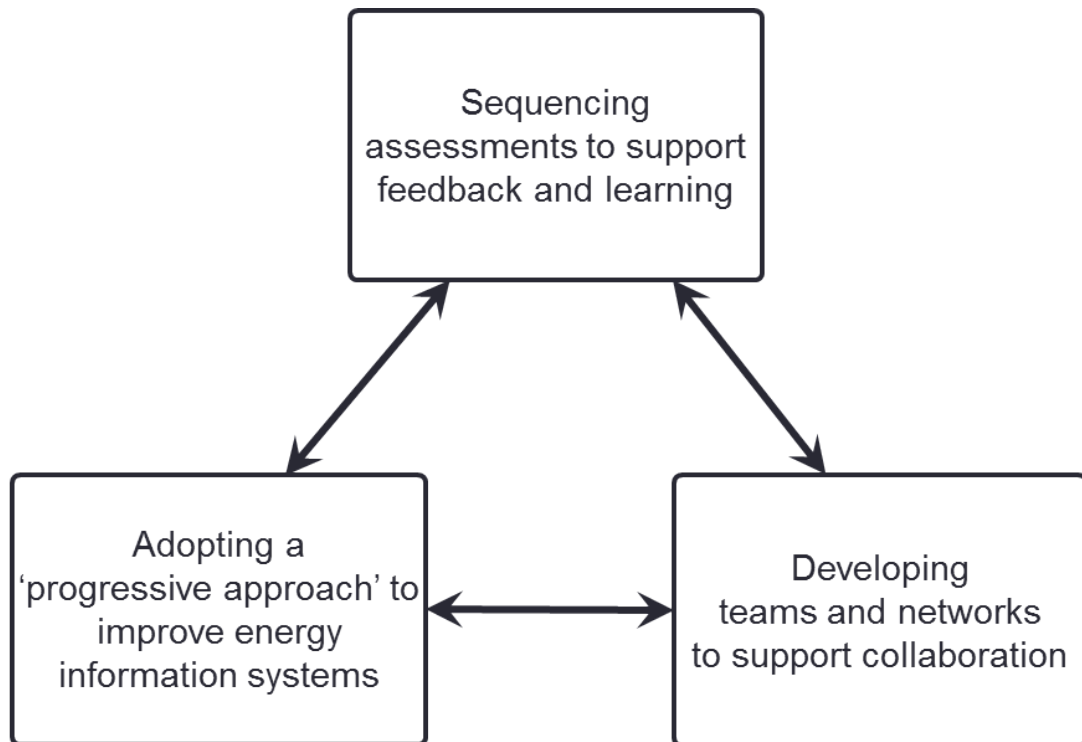 Sequencing
assessments to support
feedback and learning
Adopting a
‘progressive approach’ to
improve energy
information systems
Developing
teams and networks
to support collaboration